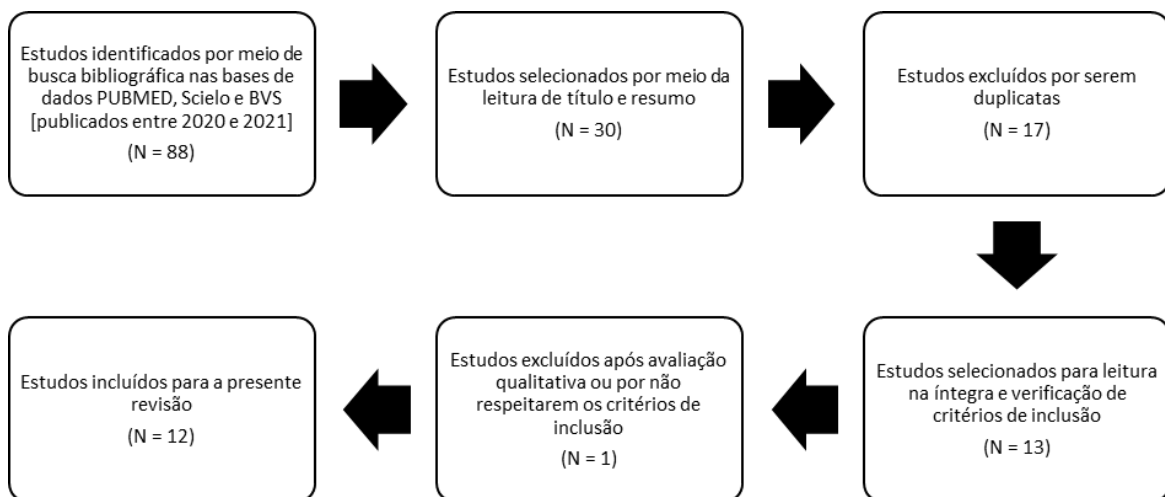 Estudos identificados por meio de
busca bibliográfica nas bases de
dados PUBMED, Scielo e BVS
[publicados entre 2020 e 2021]
(N = 88)
Estudos selecionados por meio da
leitura de título e resumo
(N = 30)
Estudos excluídos por serem
duplicatas
(N = 17)
Estudos selecionados para leitura
na íntegra e verificação de
critérios de inclusão
(N = 13)
Estudos excluídos após avaliação
qualitativa ou por não
respeitarem os critérios de
inclusão
(N = 1)
Estudos incluídos para a presente
revisão
(N = 12)